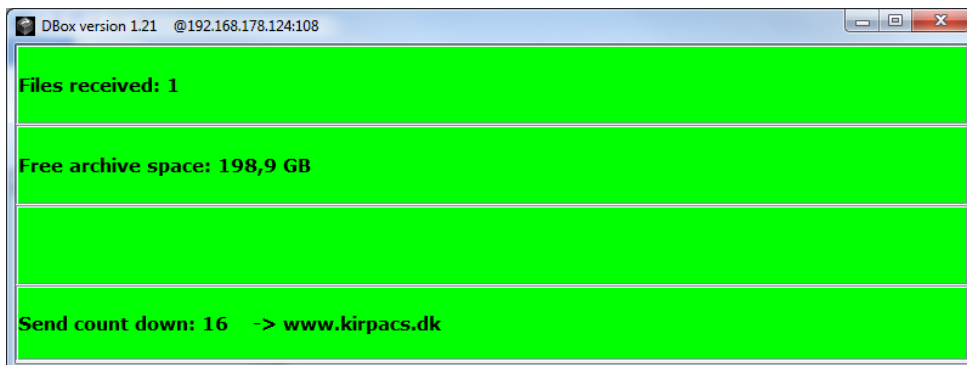 DBox version 1.21 @192.168.178.124:108
Files received: 1
Free archive space: 198,9 GB
Send count down: 16 -> www.kirpacs.dk